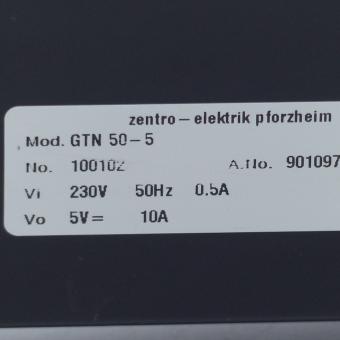 zentro – elektrik pforzheim
Mod. GTN 50-5
No. 100102 A.No. 901097
Vi 230V 50Hz 0.5A
Vo 5V= 10A